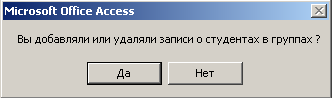 Microsoft Office Access
Вы добавляли или удаляли записи о студентах в группах ?
Да
Нет